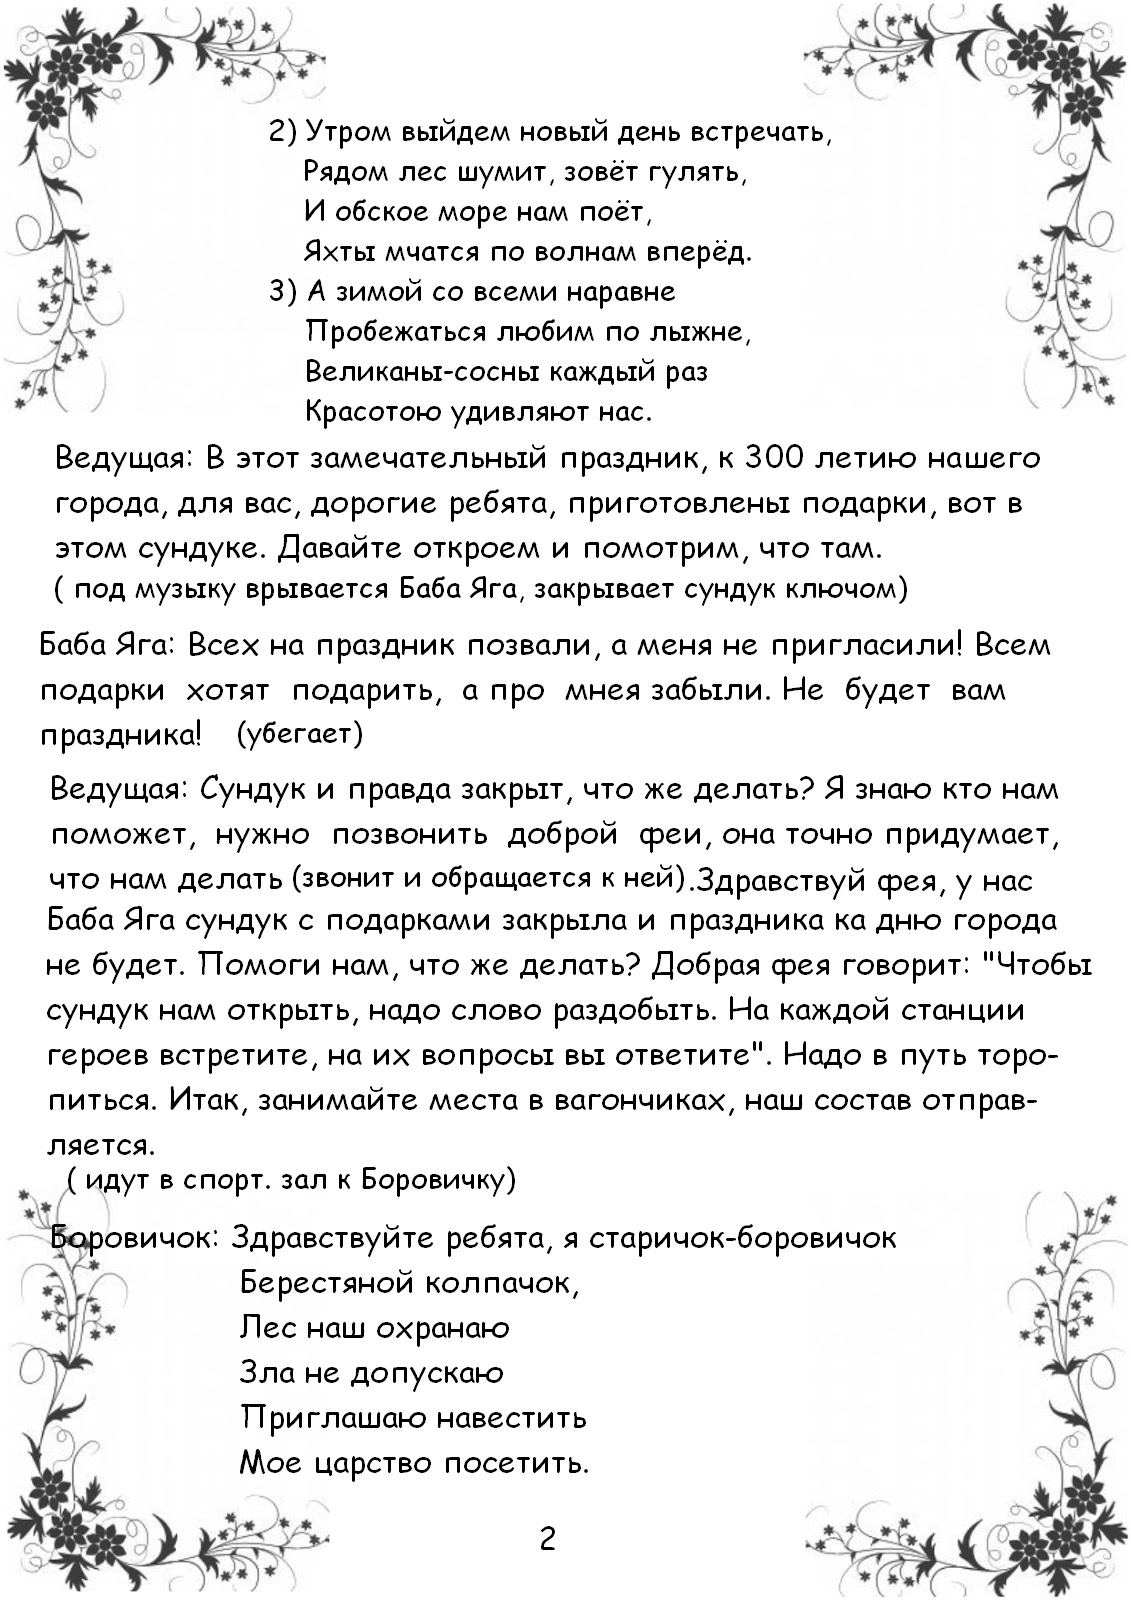 2) Утром выйдем новый день встречать,
Рядом лес шумит, зовёт гулять,
И обское море нам поёт,
Яхты мчатся по волнам вперёд.
3) А зимой со всеми наравне
Пробежаться любим по лыжне,
Великаны-сосны каждый раз
Красотою удивляют нас.
Ведущая: В этот замечательный праздник, к 300 летию нашего
города, для вас, дорогие ребята, приготовлены подарки, вот в
этом сундуке. Давайте откроем и помотрим, что там.
( под музыку врывается Баба Яга, закрывает сундук ключом)
Баба Яга: Всех на праздник позвали, а меня не пригласили! Всем
подарки хотят подарить, а про мнея забыли. Не будет вам
праздника! (убегает)
Ведущая: Сундук и правда закрыт, что же делать? Я знаю кто нам
поможет, нужно позвонить доброй феи, она точно придумает,
что нам делать (звонит и обращается к ней).Здравствуй фея, у нас
Баба Яга сундук с подарками закрыла и праздника ка дню города
не будет. Помоги нам, что же делать? Добрая фея говорит: "Чтобы
сундук нам открыть, надо слово раздобыть. На каждой станции
героев встретите, на их вопросы вы ответите". Надо в путь торо-
питься. Итак, занимайте места в вагончиках, наш состав отправ-
ляется.
( идут в спорт. зал к Боровичку)
Боровичок: Здравствуйте ребята, я старичок-боровичок
Берестяной колпачок,
Лес наш охранаю
Зла не допускаю
Приглашаю навестить
Мое царство посетить.
2